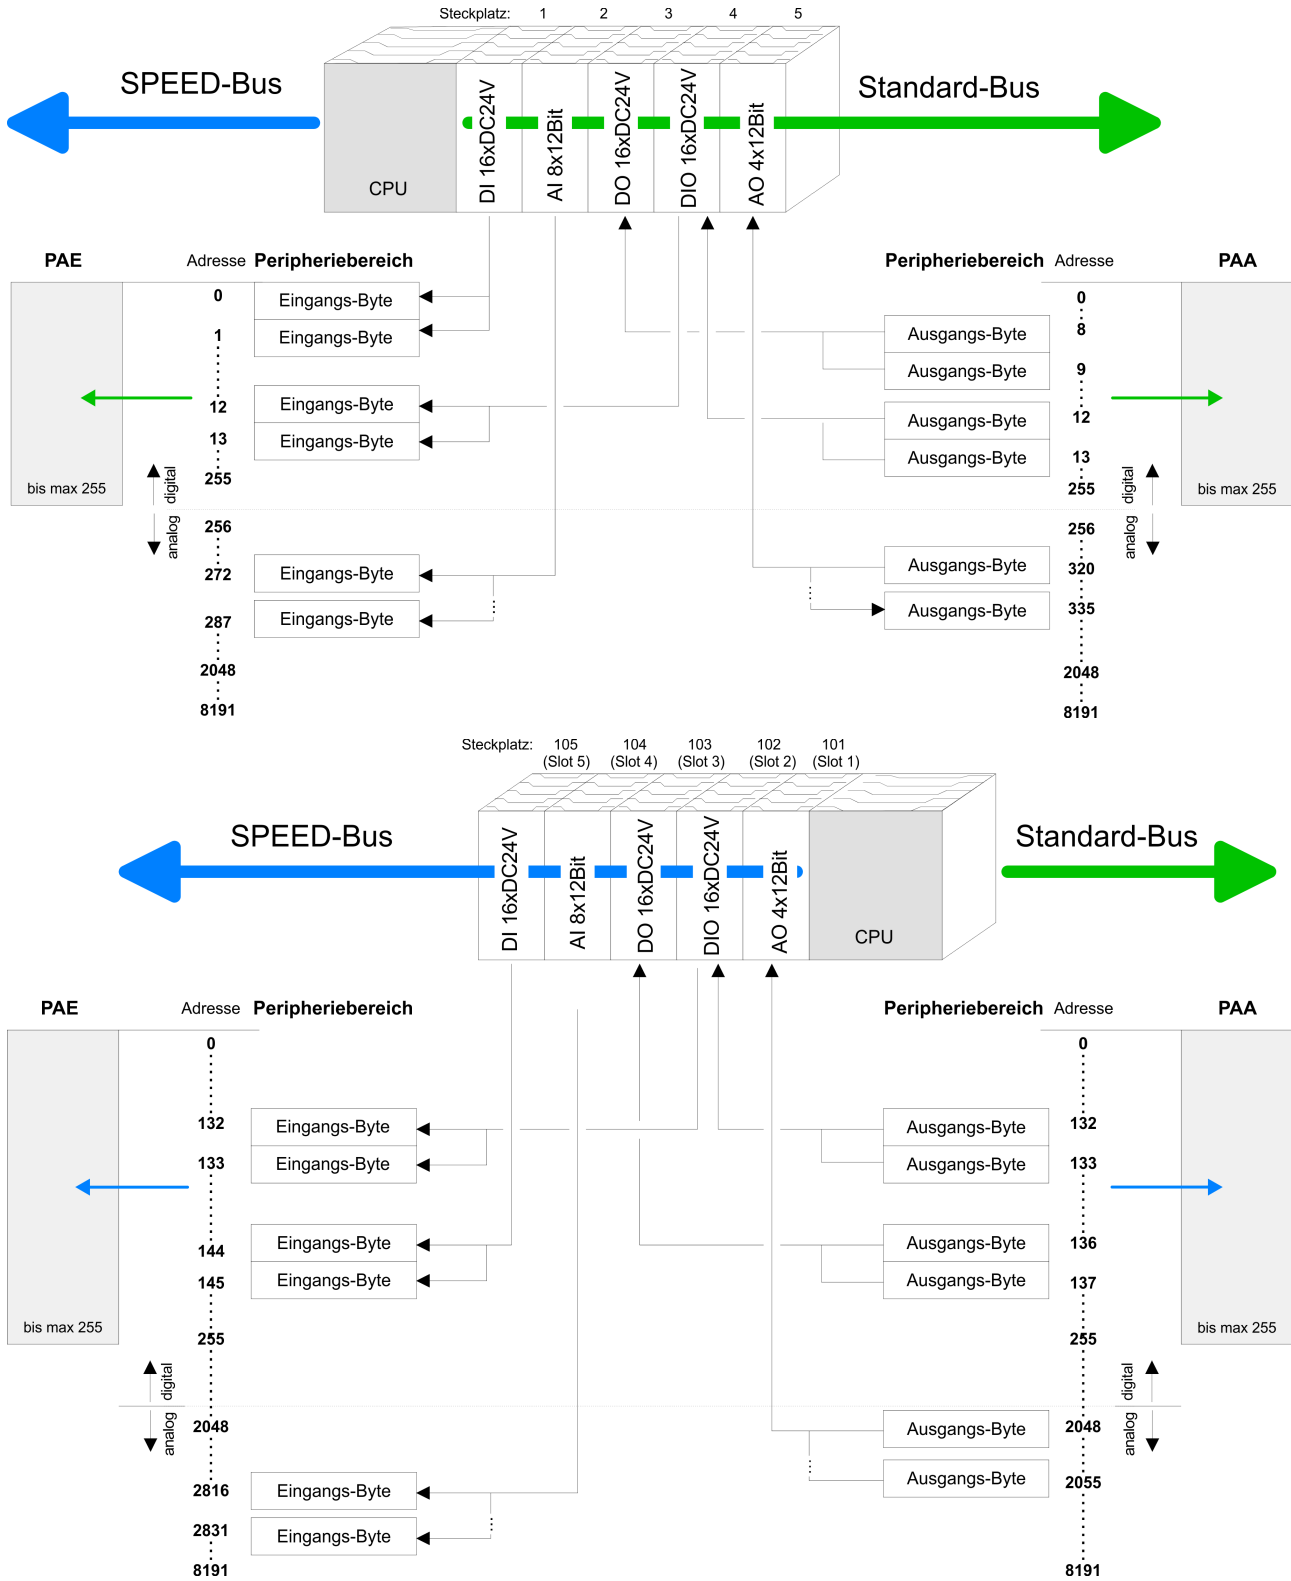 Steckplatz: 1 2 3 4 5
SPEED-Bus
Standard-Bus
CPU
DI 16xDC24V
AI 8x12Bit
DO 16xDC24V
DIO 16xDC24V
AO 4x12Bit
PAE Adresse Peripheriebereich
0 Eingangs-Byte
1 Eingangs-Byte
12 Eingangs-Byte
13 Eingangs-Byte
255
bis max 255
digital
analog
256
272 Eingangs-Byte
287 Eingangs-Byte
2048
8191
Peripheriebereich Adresse PAA
0
Ausgangs-Byte 8
Ausgangs-Byte 9
Ausgangs-Byte 12
Ausgangs-Byte 13
255
bis max 255
digital
analog
256
Ausgangs-Byte 320
Ausgangs-Byte 335
2048
8191
Steckplatz: 105 104 103 102 101
(Slot 5) (Slot 4) (Slot 3) (Slot 2) (Slot 1)
SPEED-Bus
Standard-Bus
DI 16xDC24V
AI 8x12Bit
DO 16xDC24V
DIO 16xDC24V
AO 4x12Bit
CPU
PAE Adresse Peripheriebereich
0
132 Eingangs-Byte
133 Eingangs-Byte
144 Eingangs-Byte
145 Eingangs-Byte
bis max 255
255
digital
analog
2048
2816 Eingangs-Byte
2831 Eingangs-Byte
8191
Peripheriebereich Adresse PAA
0
Ausgangs-Byte 132
Ausgangs-Byte 133
Ausgangs-Byte 136
Ausgangs-Byte 137
255
bis max 255
digital
analog
Ausgangs-Byte 2048
Ausgangs-Byte 2055
8191